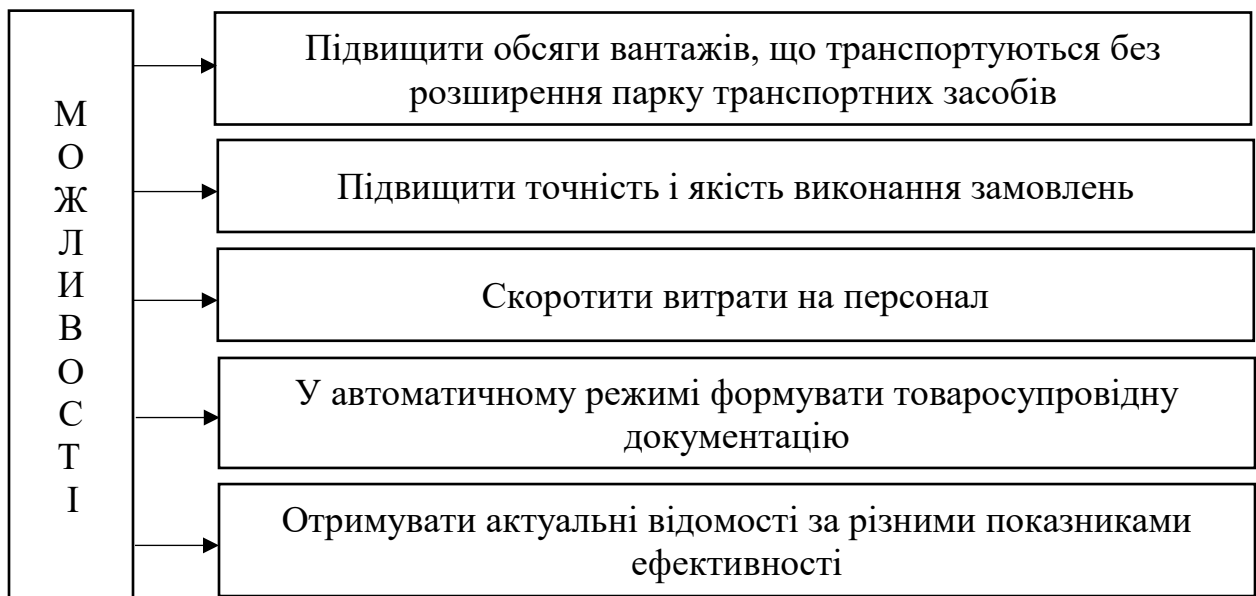 МОЖЛИВОСТІ
Підвищити обсяги вантажів, що транспортуються без
розширення парку транспортних засобів
Підвищити точність і якість виконання замовлень
Скоротити витрати на персонал
У автоматичному режимі формувати товаросупровідну
документацію
Отримувати актуальні відомості за різними показниками
ефективності